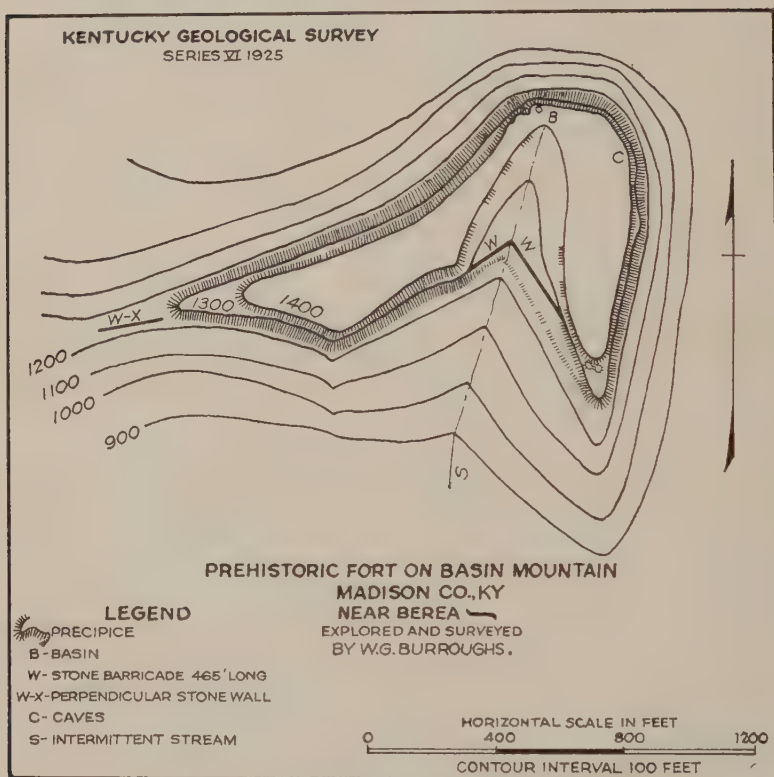 KENTUCKY GEOLOGICAL SURVEY
SERIES VI 1925
B
C
W
W
1300
1400
W-X
1200
1100
1000
900
S
PREHISTORIC FORT ON BASIN MOUNTAIN
MADISON CO., KY
NEAR BEREA
EXPLORED AND SURVEYED
BY W.G. BURROUGHS.
LEGEND
PRECIPICE
B-BASIN
W-STONE BARRICADE 465' LONG
W-X-PERPENDICULAR STONE WALL
C-CAVES
S-INTERMITTENT STREAM
HORIZONTAL SCALE IN FEET
0 400 800 1200
CONTOUR INTERVAL 100 FEET